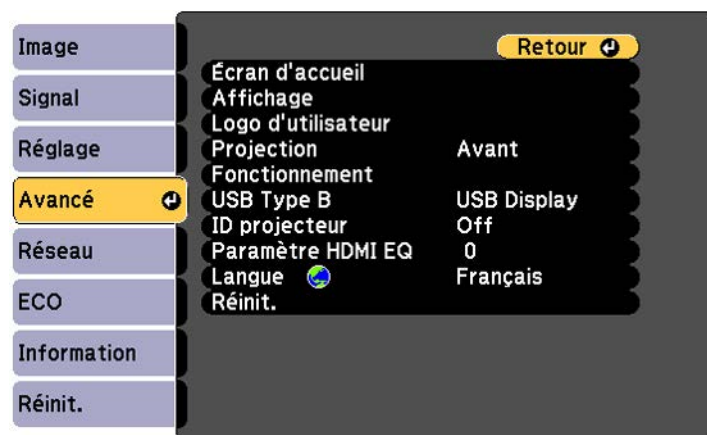 Image
Signal
Réglage
Avancé
Réseau
ECO
Information
Réinit.
Retour
Écran d'accueil
Affichage
Logo d'utilisateur
Projection Avant
Fonctionnement
USB Type B USB Display
ID projecteur Off
Paramètre HDMI EQ 0
Langue Français
Réinit.